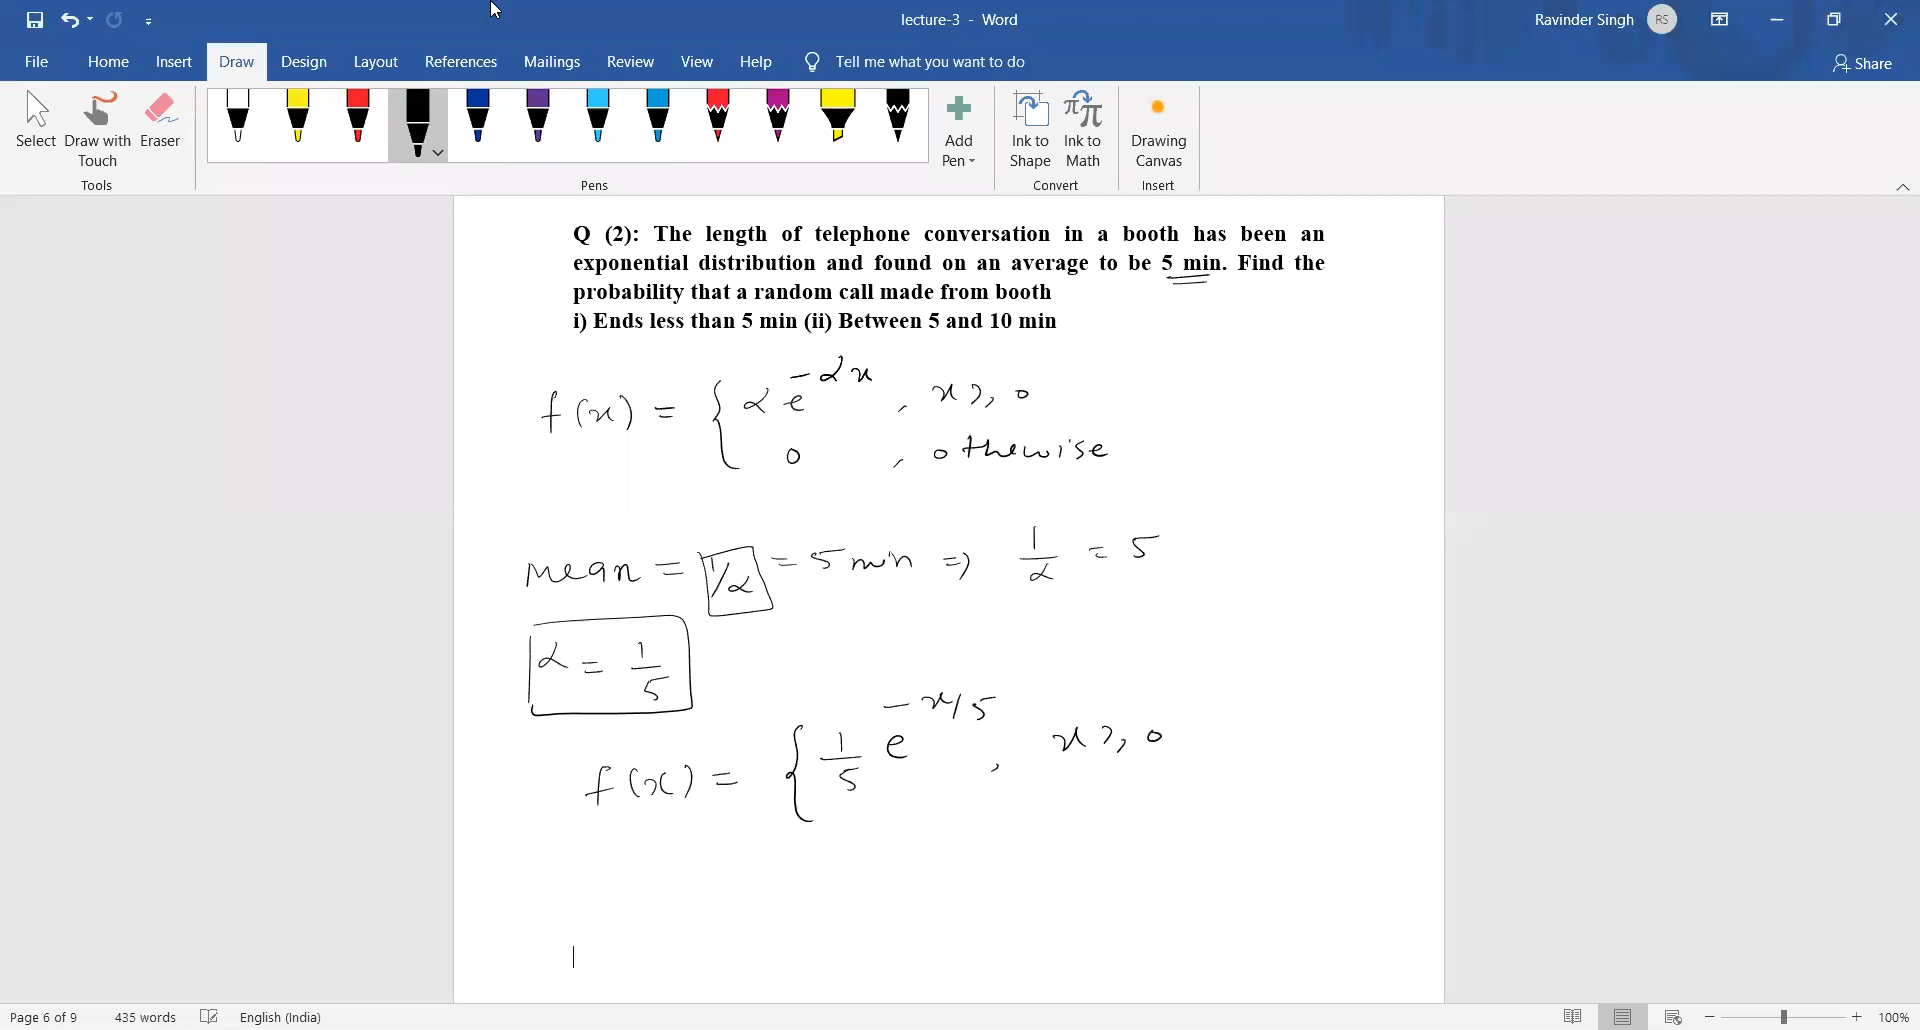 lecture-3 - Word
Ravinder Singh RS
File Home Insert Draw Design Layout References Mailings Review View Help Tell me what you want to do Share
Select Draw with Touch Eraser Add Pen Ink to Shape Ink to Math Drawing Canvas
Tools Pens Convert Insert
Q (2): The length of telephone conversation in a booth has been an
exponential distribution and found on an average to be 5 min. Find the
probability that a random call made from booth
i) Ends less than 5 min (ii) Between 5 and 10 min
f(x) = { α e^{-αx} , x ≥ 0
0 , othewise
mean = 1/α = 5 min => 1/α = 5
α = 1/5
f(x) = { 1/5 e^{-x/5} , x ≥ 0
Page 6 of 9 435 words English (India) 100%